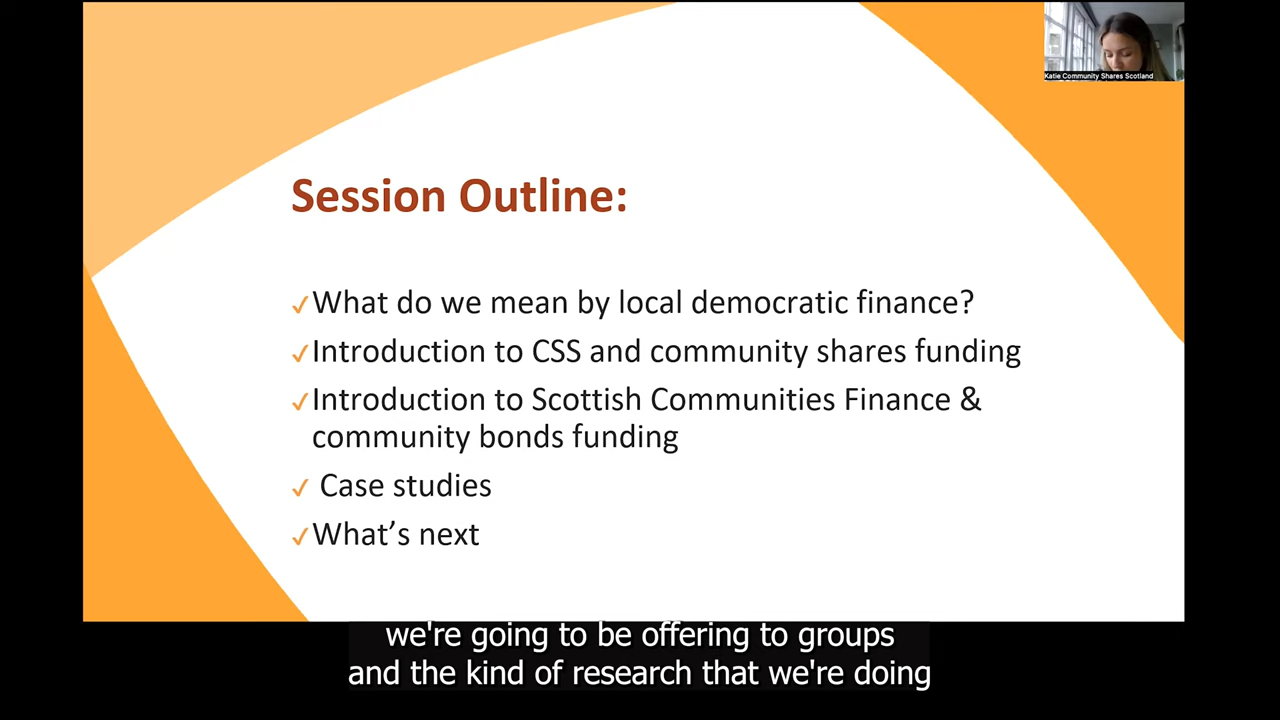 Katie Community Shares Scotland
Session Outline:
✓What do we mean by local democratic finance?
✓Introduction to CSS and community shares funding
✓Introduction to Scottish Communities Finance &
community bonds funding
✓ Case studies
✓What's next
we're going to be offering to groups
and the kind of research that we're doing